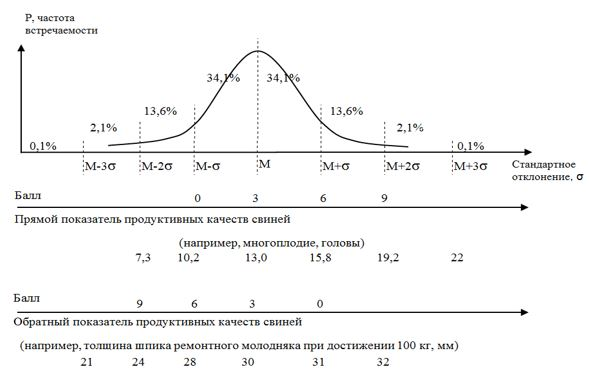 Р, частота
встречаемости
34,1% 34,1%
13,6% 13,6%
2,1% 2,1%
0,1% 0,1%
М-3σ М-2σ М-σ М М+σ М+2σ М+3σ Стандартное
отклонение, σ
Балл 0 3 6 9
Прямой показатель продуктивных качеств свиней
(например, многоплодие, головы)
7,3 10,2 13,0 15,8 19,2 22
Балл 9 6 3 0
Обратный показатель продуктивных качеств свиней
(например, толщина шпика ремонтного молодняка при достижении 100 кг, мм)
21 24 28 30 31 32